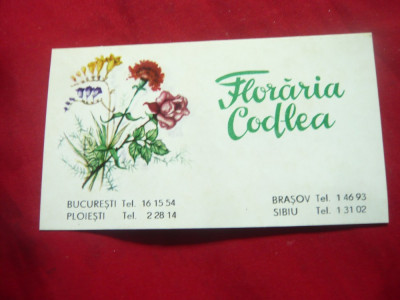 Florăria
Codlea
BUCUREȘTI Tel. 16 15 54
PLOIEȘTI Tel. 2 28 14
BRAȘOV Tel. 1 46 93
SIBIU Tel. 1 31 02